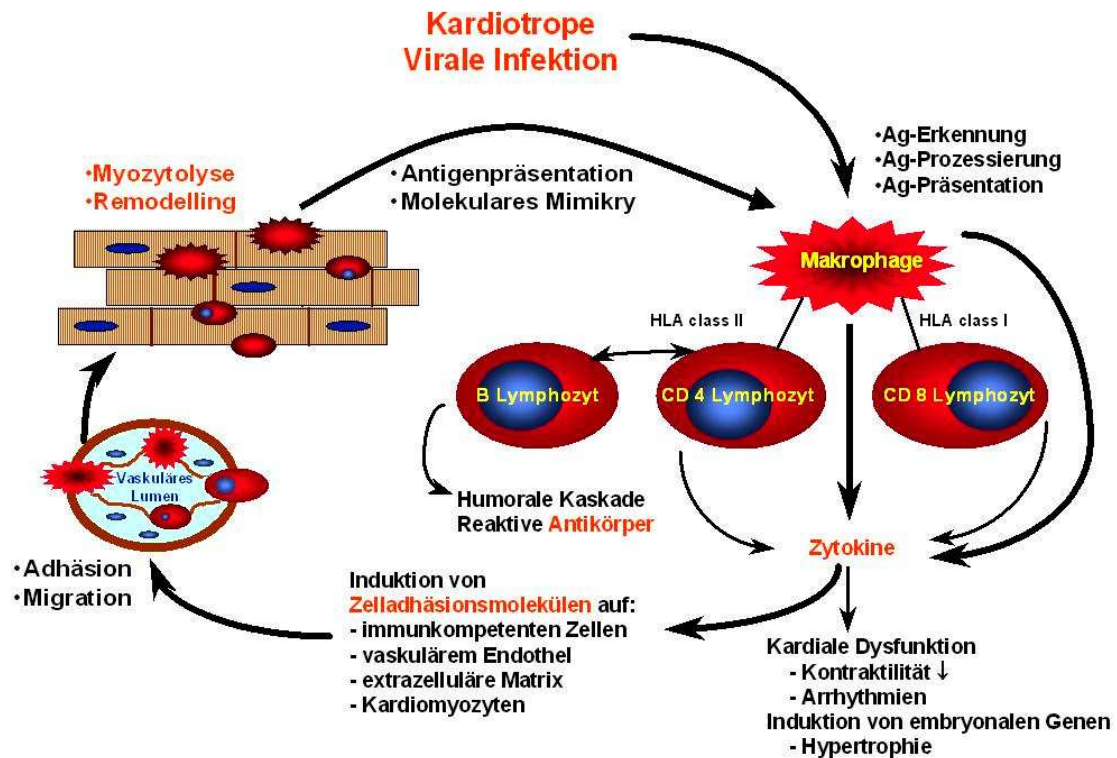 Kardiotrope
Virale Infektion
•Ag-Erkennung
•Ag-Prozessierung
•Ag-Präsentation
•Myozytolyse
•Remodelling
•Antigenpräsentation
•Molekulares Mimikry
Makrophage
HLA class II
HLA class I
B Lymphozyt
CD 4 Lymphozyt
CD 8 Lymphozyt
Vaskuläres
Lumen
Humorale Kaskade
Reaktive Antikörper
Zytokine
•Adhäsion
•Migration
Induktion von
Zelladhäsionsmolekülen auf:
- immunkompetenten Zellen
- vaskulärem Endothel
- extrazelluläre Matrix
- Kardiomyozyten
Kardiale Dysfunktion
- Kontraktilität ↓
- Arrhythmien
Induktion von embryonalen Genen
- Hypertrophie